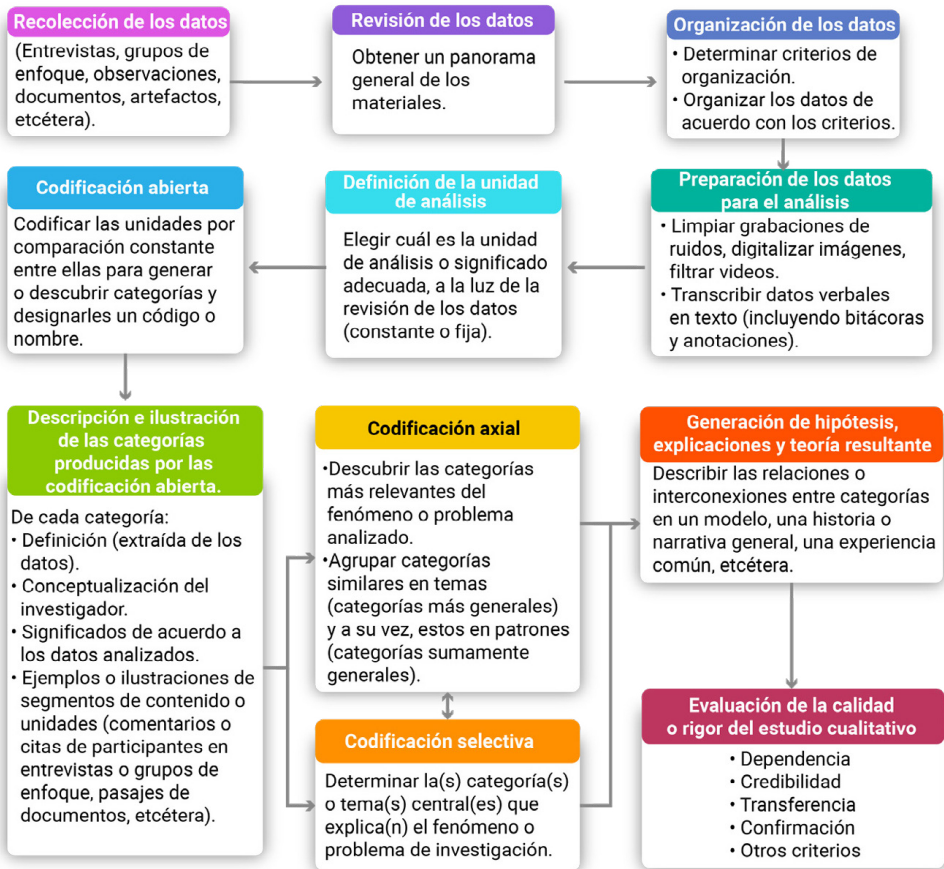 Recolección de los datos
(Entrevistas, grupos de
enfoque, observaciones,
documentos, artefactos,
etcétera).
Revisión de los datos
Obtener un panorama
general de los
materiales.
Organización de los datos
• Determinar criterios de
organización.
• Organizar los datos de
acuerdo con los criterios.
Preparación de los datos
para el análisis
• Limpiar grabaciones de
ruidos, digitalizar imágenes,
filtrar videos.
• Transcribir datos verbales
en texto (incluyendo bitácoras
y anotaciones).
Definición de la unidad
de análisis
Elegir cuál es la unidad
de análisis o significado
adecuada, a la luz de la
revisión de los datos
(constante o fija).
Codificación abierta
Codificar las unidades por
comparación constante
entre ellas para generar
o descubrir categorías y
designarles un código o
nombre.
Descripción e ilustración
de las categorías
producidas por las
codificación abierta.
De cada categoría:
• Definición (extraída de los
datos).
• Conceptualización del
investigador.
• Significados de acuerdo a
los datos analizados.
• Ejemplos o ilustraciones de
segmentos de contenido o
unidades (comentarios o
citas de participantes en
entrevistas o grupos de
enfoque, pasajes de
documentos, etcétera).
Codificación axial
•Descubrir las categorías
más relevantes del
fenómeno o problema
analizado.
• Agrupar categorías
similares en temas
(categorías más generales)
y a su vez, estos en patrones
(categorías sumamente
generales).
Codificación selectiva
Determinar la(s) categoría(s)
o tema(s) central(es) que
explica(n) el fenómeno o
problema de investigación.
Generación de hipótesis,
explicaciones y teoría resultante
Describir las relaciones o
interconexiones entre categorías
en un modelo, una historia o
narrativa general, una experiencia
común, etcétera.
Evaluación de la calidad
o rigor del estudio cualitativo
• Dependencia
• Credibilidad
• Transferencia
• Confirmación
• Otros criterios